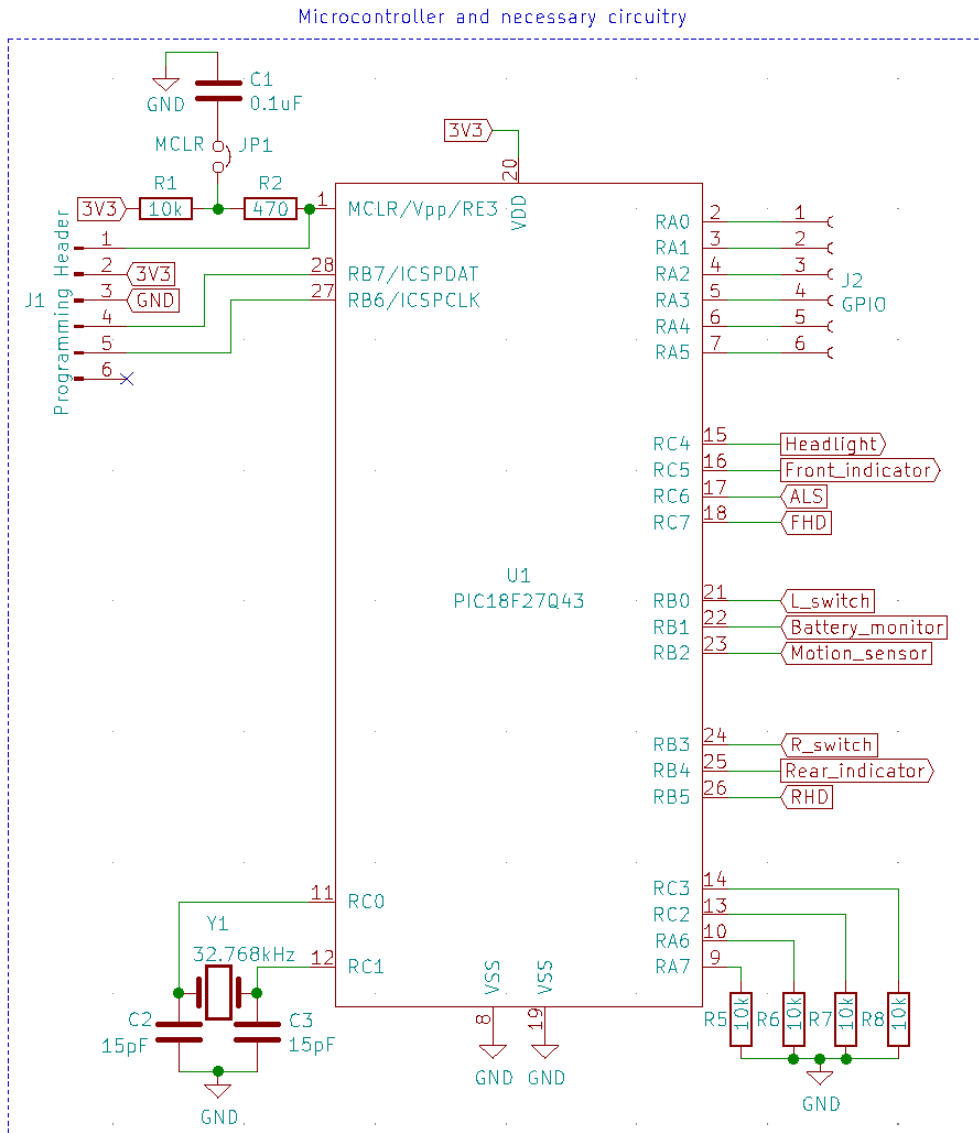 Microcontroller and necessary circuitry
C1
0.1uF
GND
MCLR
JP1
3V3
20
VDD
R1
R2
3V3
10k
470
1
MCLR/Vpp/RE3
Programming Header
J1
1
2
3V3
3
GND
4
5
6
28
RB7/ICSPDAT
27
RB6/ICSPCLK
RA0
2
1
RA1
3
2
RA2
4
3
RA3
5
4
RA4
6
5
RA5
7
6
J2
GPIO
RC4
15
Headlight
RC5
16
Front_indicator
RC6
17
ALS
RC7
18
FHD
U1
PIC18F27Q43
RB0
21
L_switch
RB1
22
Battery_monitor
RB2
23
Motion_sensor
RB3
24
R_switch
RB4
25
Rear_indicator
RB5
26
RHD
11
RC0
Y1
32.768kHz
12
RC1
C2
15pF
C3
15pF
GND
VSS
8
GND
VSS
19
GND
RC3
14
RC2
13
RA6
10
RA7
9
R5
10k
R6
10k
R7
10k
R8
10k
GND